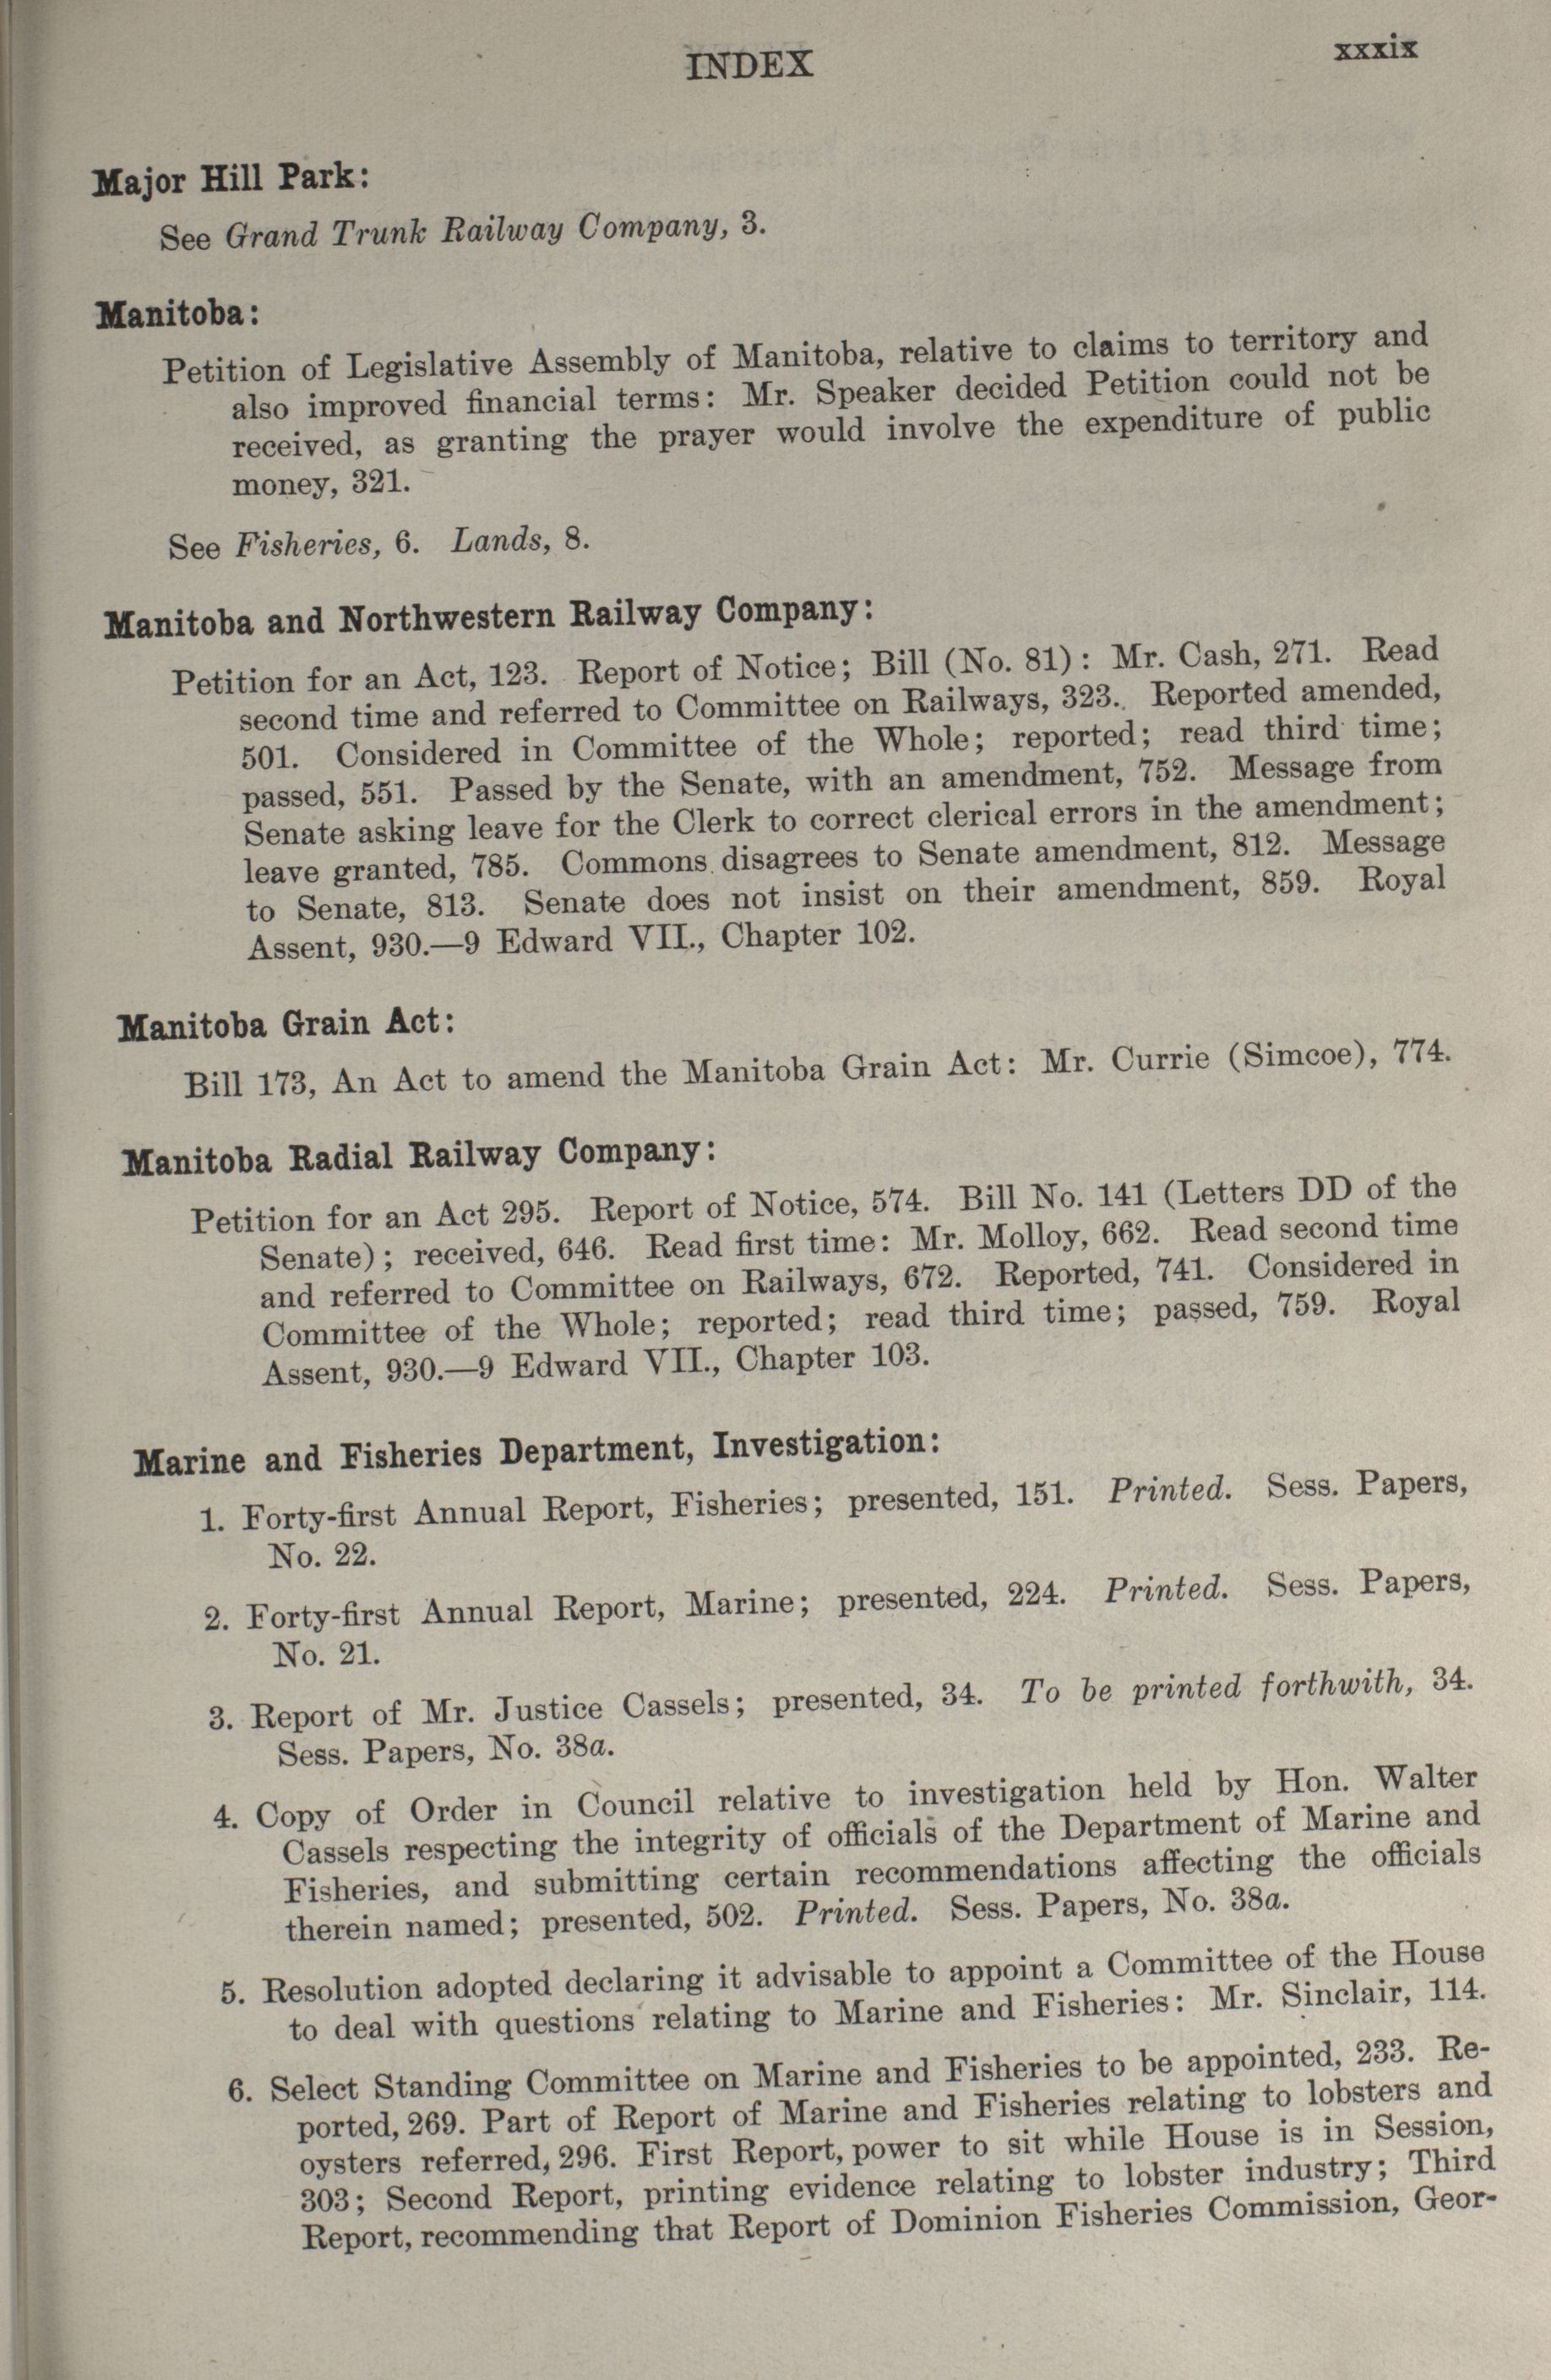 INDEX xxxix
Major Hill Park:
See Grand Trunk Railway Company, 3.
Manitoba:
Petition of Legislative Assembly of Manitoba, relative to claims to territory and
also improved financial terms: Mr. Speaker decided Petition could not be
received, as granting the prayer would involve the expenditure of public
money, 321.
See Fisheries, 6. Lands, 8.
Manitoba and Northwestern Railway Company:
Petition for an Act, 123. Report of Notice; Bill (No. 81): Mr. Cash, 271. Read
second time and referred to Committee on Railways, 323. Reported amended,
501. Considered in Committee of the Whole; reported; read third time;
passed, 551. Passed by the Senate, with an amendment, 752. Message from
Senate asking leave for the Clerk to correct clerical errors in the amendment;
leave granted, 785. Commons disagrees to Senate amendment, 812. Message
to Senate, 813. Senate does not insist on their amendment, 859. Royal
Assent, 930.—9 Edward VII., Chapter 102.
Manitoba Grain Act:
Bill 173, An Act to amend the Manitoba Grain Act: Mr. Currie (Simcoe), 774.
Manitoba Radial Railway Company:
Petition for an Act 295. Report of Notice, 574. Bill No. 141 (Letters DD of the
Senate); received, 646. Read first time: Mr. Molloy, 662. Read second time
and referred to Committee on Railways, 672. Reported, 741. Considered in
Committee of the Whole; reported; read third time; passed, 759. Royal
Assent, 930.—9 Edward VII., Chapter 103.
Marine and Fisheries Department, Investigation:
1. Forty-first Annual Report, Fisheries; presented, 151. Printed. Sess. Papers,
No. 22.
2. Forty-first Annual Report, Marine; presented, 224. Printed. Sess. Papers,
No. 21.
3. Report of Mr. Justice Cassels; presented, 34. To be printed forthwith, 34.
Sess. Papers, No. 38a.
4. Copy of Order in Council relative to investigation held by Hon. Walter
Cassels respecting the integrity of officials of the Department of Marine and
Fisheries, and submitting certain recommendations affecting the officials
therein named; presented, 502. Printed. Sess. Papers, No. 38a.
5. Resolution adopted declaring it advisable to appoint a Committee of the House
to deal with questions relating to Marine and Fisheries: Mr. Sinclair, 114.
6. Select Standing Committee on Marine and Fisheries to be appointed, 233. Re-
ported, 269. Part of Report of Marine and Fisheries relating to lobsters and
oysters referred, 296. First Report, power to sit while House is in Session,
303; Second Report, printing evidence relating to lobster industry; Third
Report, recommending that Report of Dominion Fisheries Commission, Geor-